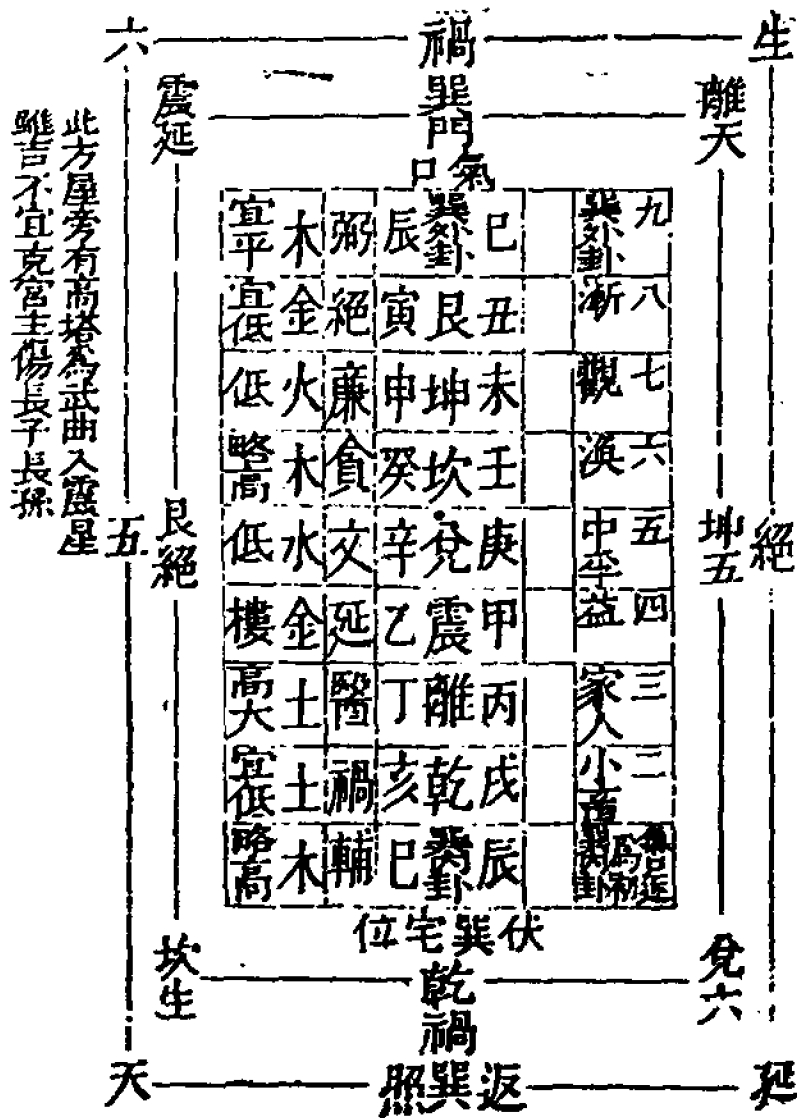 六 禍 生
震延 巽門 離天
氣口
九 巽外卦 巳 巽外卦 辰 弼 木 宜平
八 漸 丑 艮 寅 絕 金 宜低
七 觀 未 坤 申 廉 火 低
六 渙 壬 坎 癸 貪 木 略高
五 中孚 庚 兌 辛 文 水 低
四 益 甲 震 乙 延 金 樓
三 家人 丙 離 丁 醫 土 高大
二 小畜 戌 乾 亥 禍 土 宜低
為初 巽卦 辰 巽卦 巳 輔 木 略高
此方屋旁有高塔為武曲入震星
雖吉不宜克宮主傷長子長孫
五 艮絕 坤五 絕
伏巽宅位
坎生 乾禍 兌六
天 返巽照 延